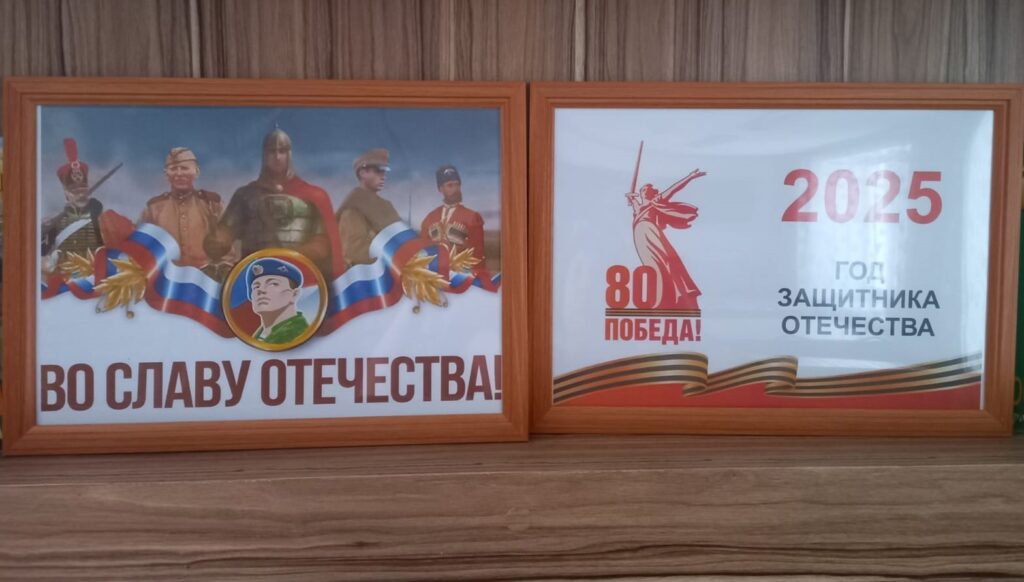 ВО СЛАВУ ОТЕЧЕСТВА!
80
ПОБЕДА!
2025
ГОД
ЗАЩИТНИКА
ОТЕЧЕСТВА